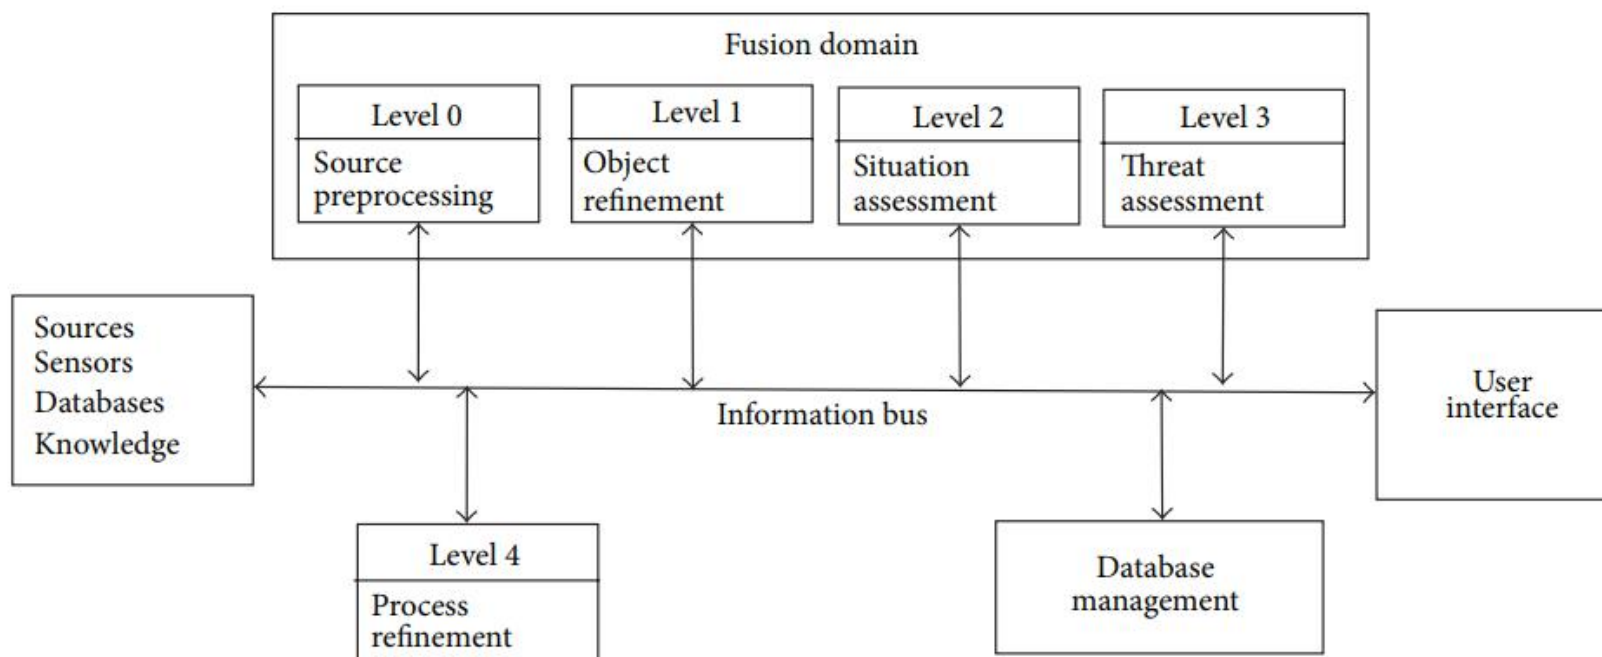 Fusion domain
Level 0
Source
preprocessing
Level 1
Object
refinement
Level 2
Situation
assessment
Level 3
Threat
assessment
Sources
Sensors
Databases
Knowledge
Information bus
User
interface
Level 4
Process
refinement
Database
management